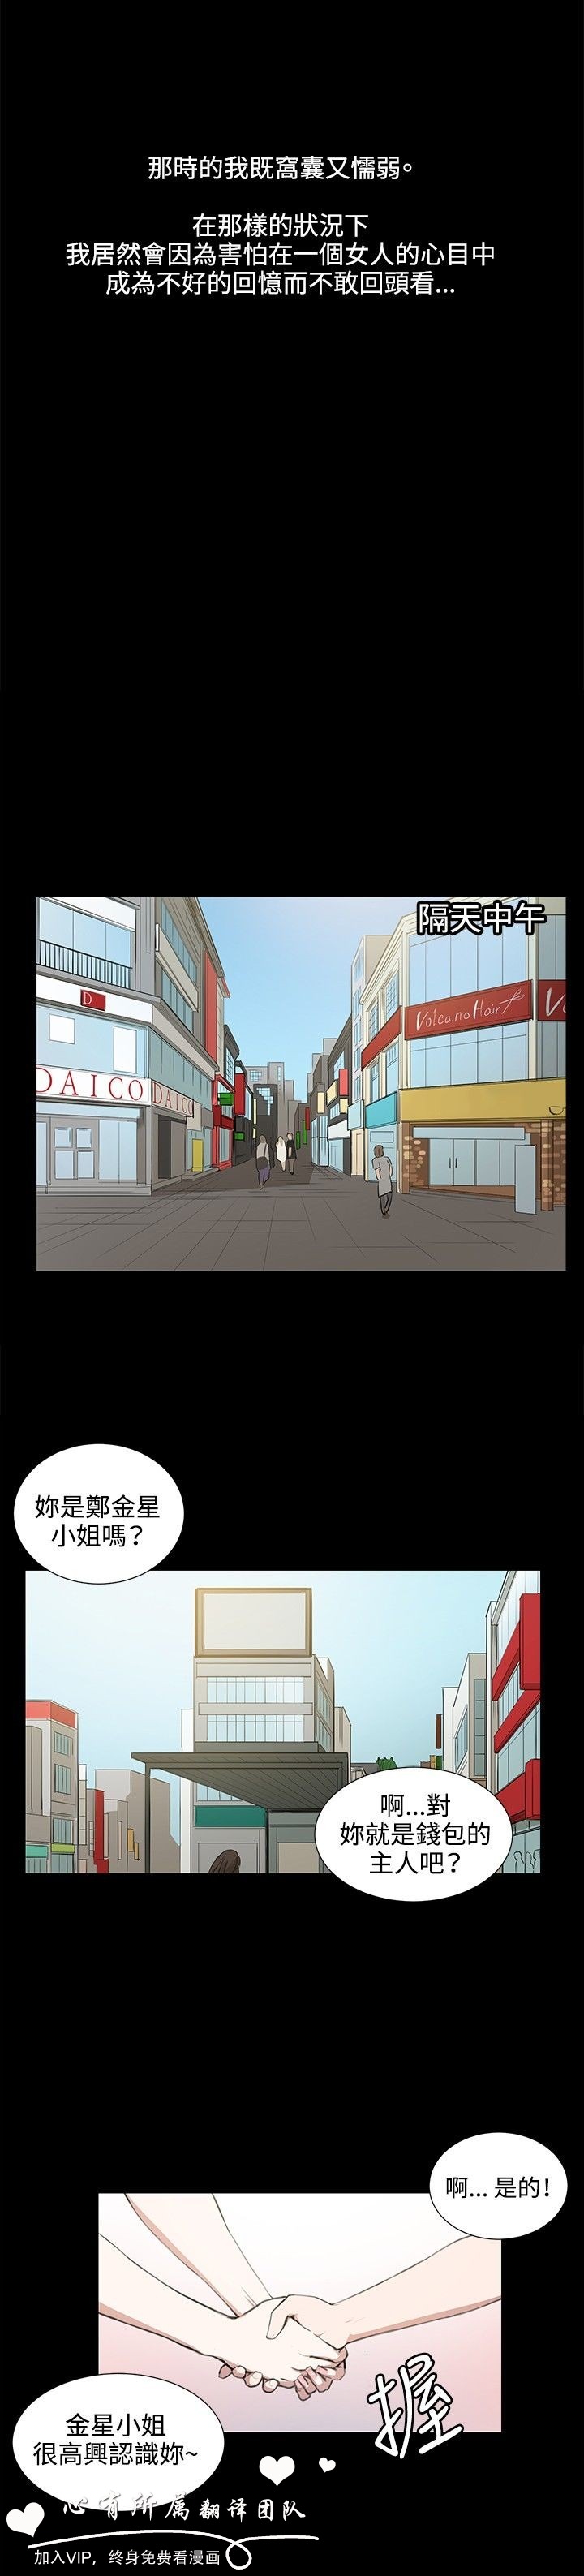 那時的我既窩囊又懦弱。
在那樣的狀況下
我居然會因為害怕在一個女人的心目中
成為不好的回憶而不敢回頭看...
隔天中午
D
DAICO
DAICO
Volcano Hair
妳是鄭金星
小姐嗎?
啊...對
妳就是錢包的
主人吧?
啊... 是的!
握
金星小姐
很高興認識妳~
心有所属翻译团队
加入VIP，终身免费看漫画